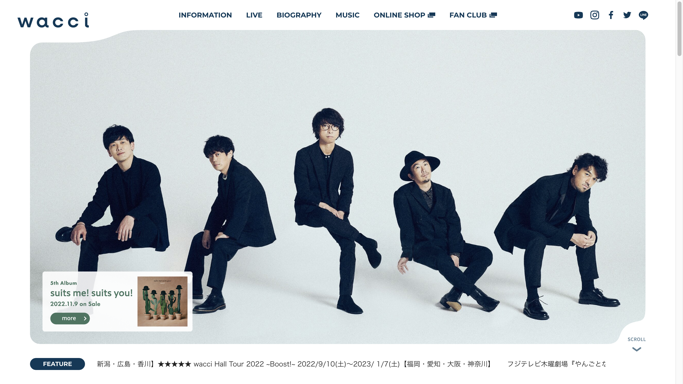 wacci
INFORMATION LIVE BIOGRAPHY MUSIC ONLINE SHOP FAN CLUB
5th Album
suits me! suits you!
2022.11.9 on Sale
more
SCROLL
FEATURE 新潟・広島・香川】★★★★★ wacci Hall Tour 2022 ~Boost!~ 2022/9/10(土)~2023/ 1/7(土)【福岡・愛知・大阪・神奈川】 フジテレビ木曜劇場『やんごとな